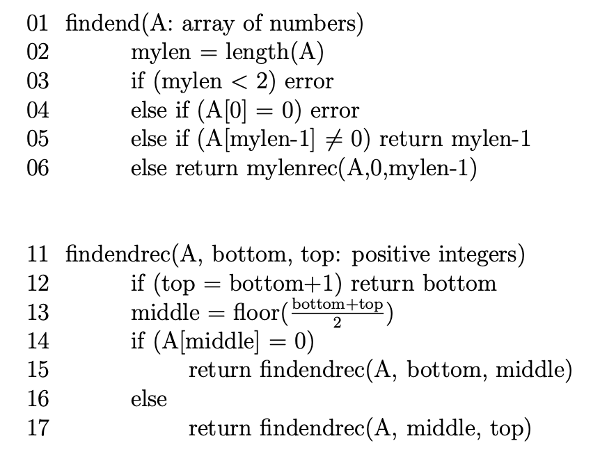 01 findend(A: array of numbers)
02 mylen = length(A)
03 if (mylen < 2) error
04 else if (A[0] = 0) error
05 else if (A[mylen-1] ≠ 0) return mylen-1
06 else return mylenrec(A,0,mylen-1)
11 findendrec(A, bottom, top: positive integers)
12 if (top = bottom+1) return bottom
13 middle = floor(\frac{bottom+top}{2})
14 if (A[middle] = 0)
15 return findendrec(A, bottom, middle)
16 else
17 return findendrec(A, middle, top)